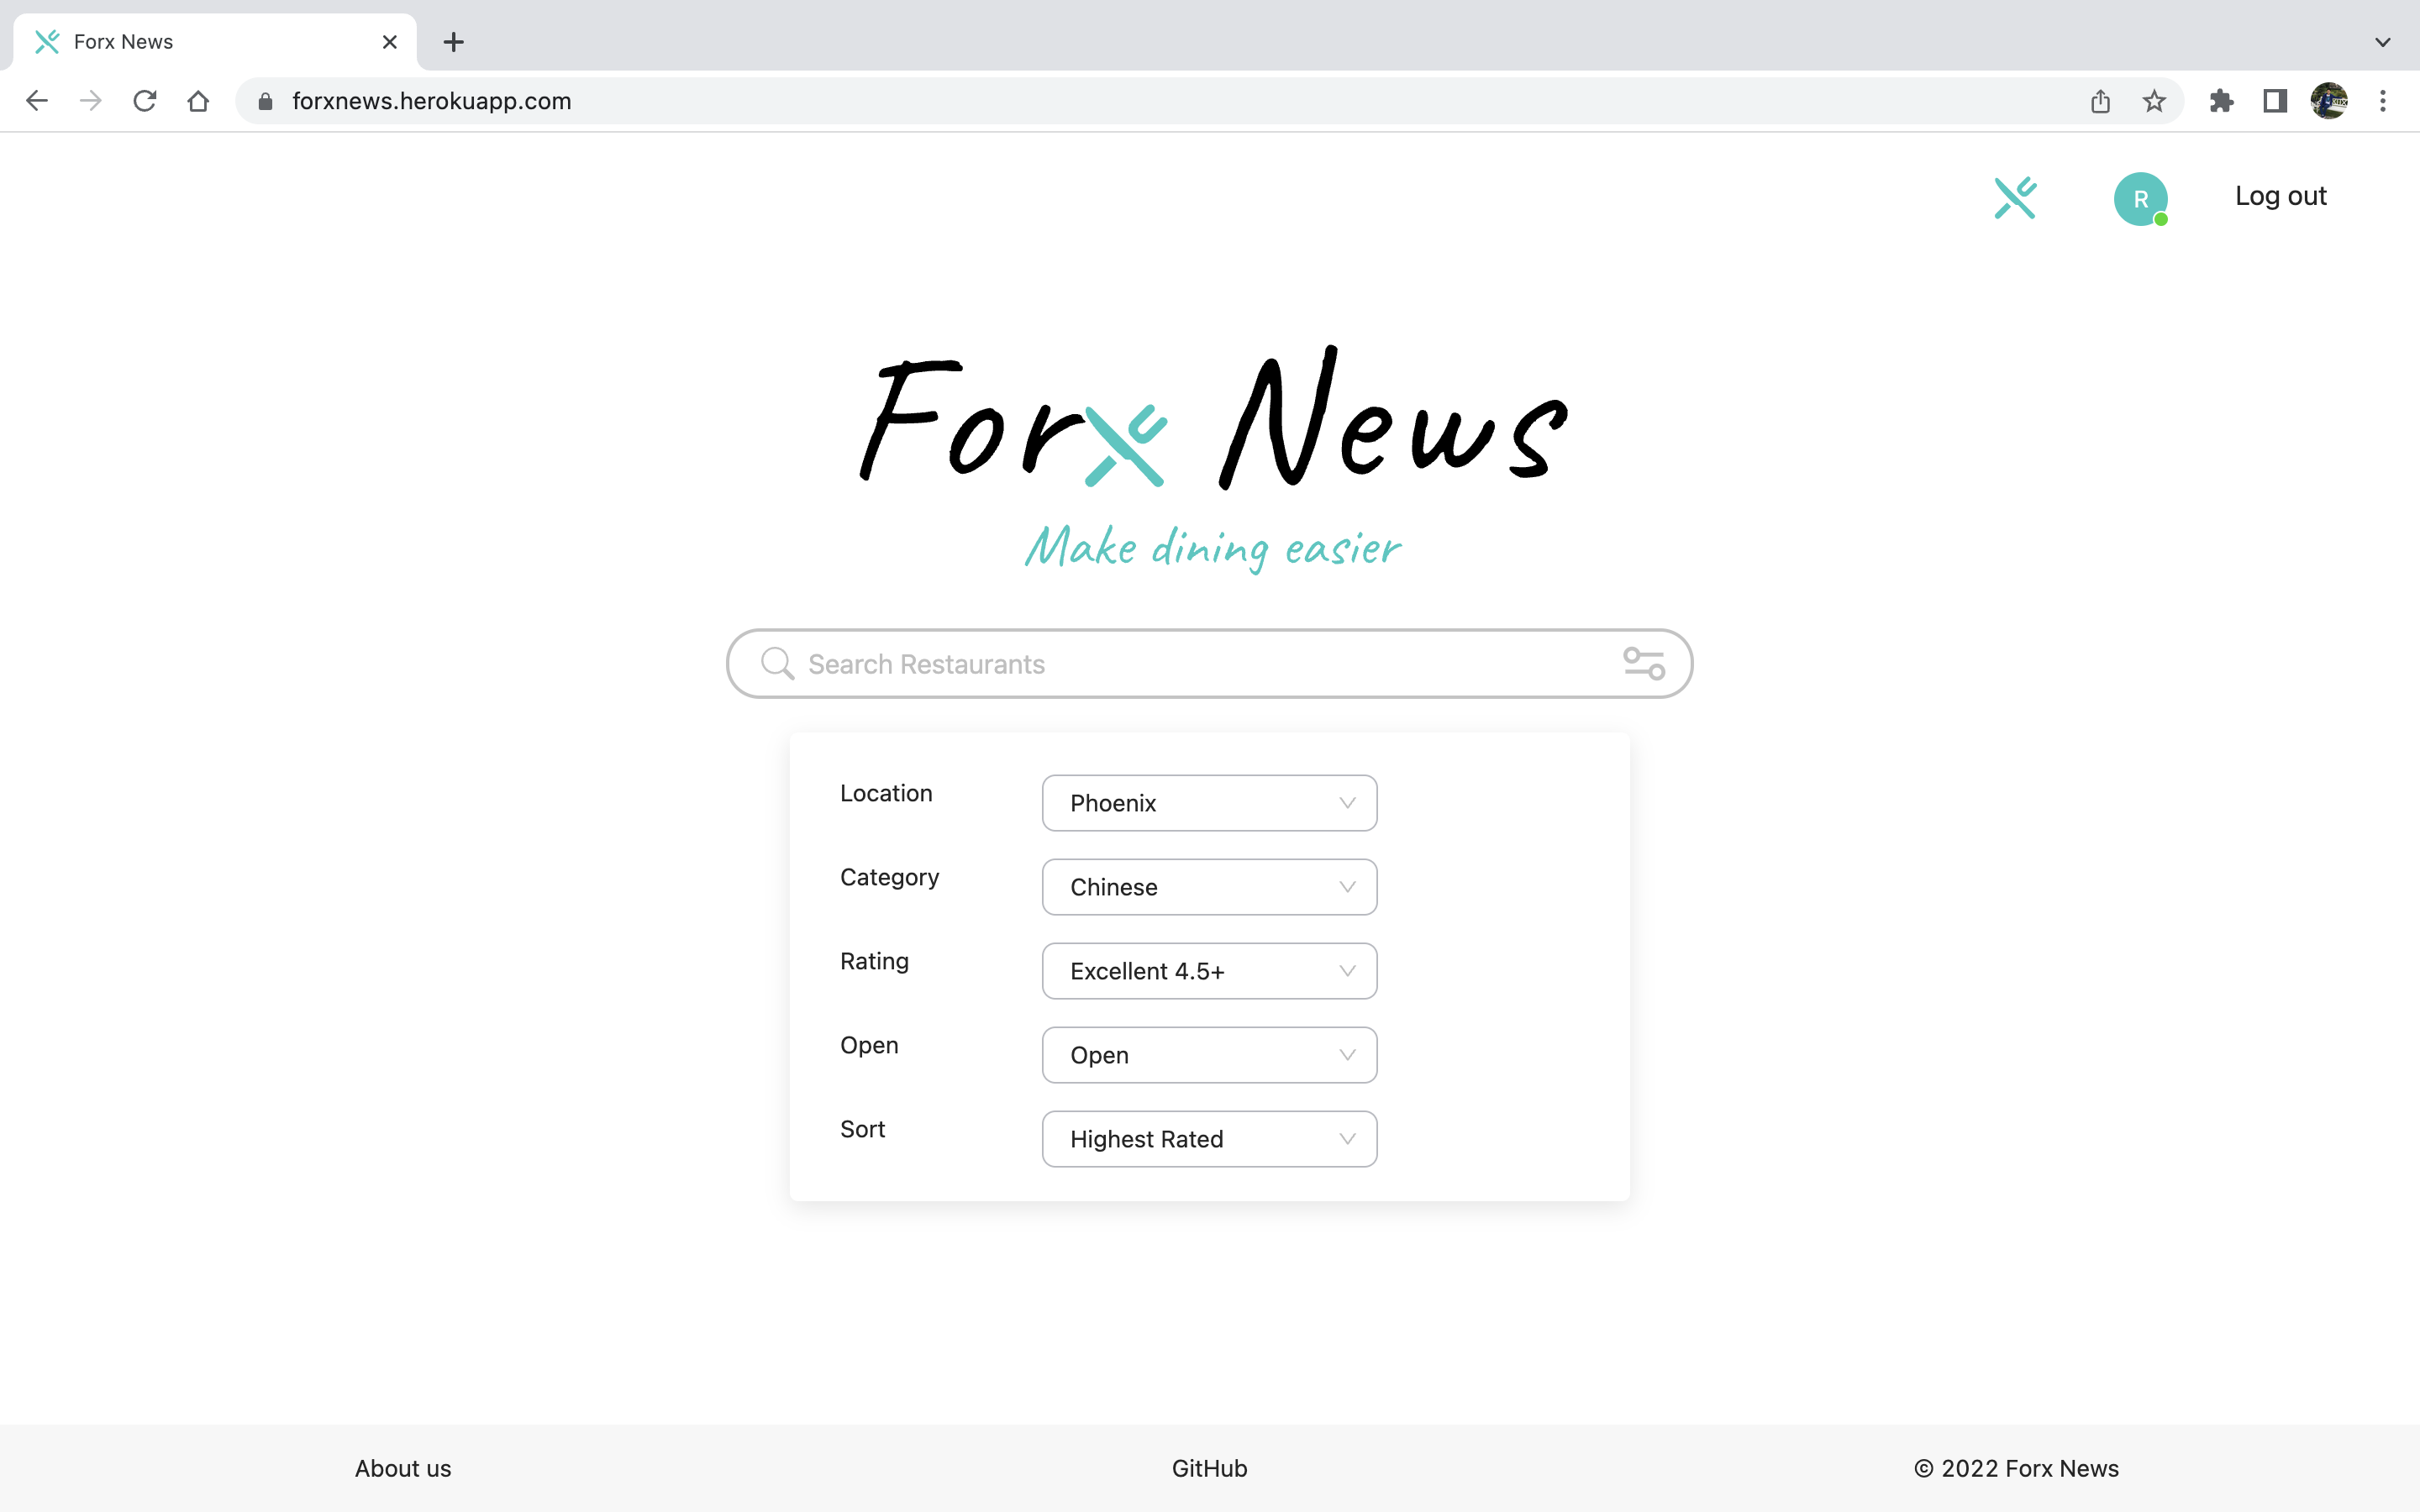 Forx News
forxnews.herokuapp.com
R
Log out
Forx News
Make dining easier
Search Restaurants
Location Phoenix
Category Chinese
Rating Excellent 4.5+
Open Open
Sort Highest Rated
About us GitHub © 2022 Forx News